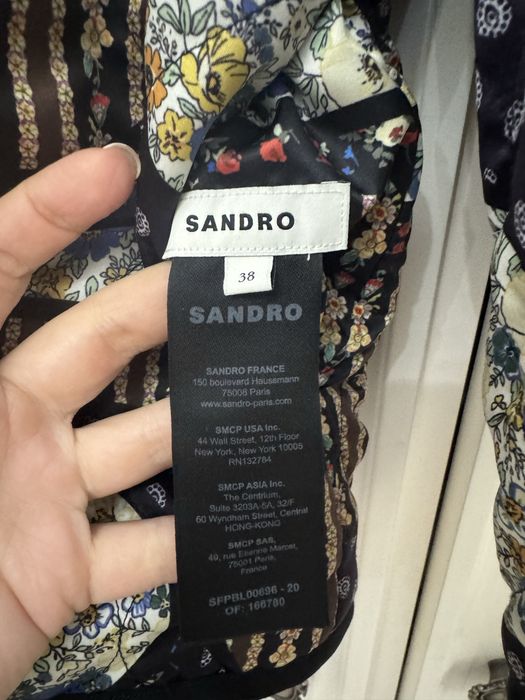 SANDRO
38
SANDRO
SANDRO FRANCE
150 boulevard Haussmann
75008 Paris
www.sandro-paris.com
SMCP USA Inc.
44 Wall Street, 12th Floor
New York, New York 10005
RN132784
SMCP ASIA Inc.
The Centrium,
Suite 3203A-5A, 32/F
60 Wyndham Street, Central
HONG-KONG
SMCP SAS,
49, rue Etienne Marcel,
75001 Paris
FRANCE
SFPBL00696 - 20
OF: 166780